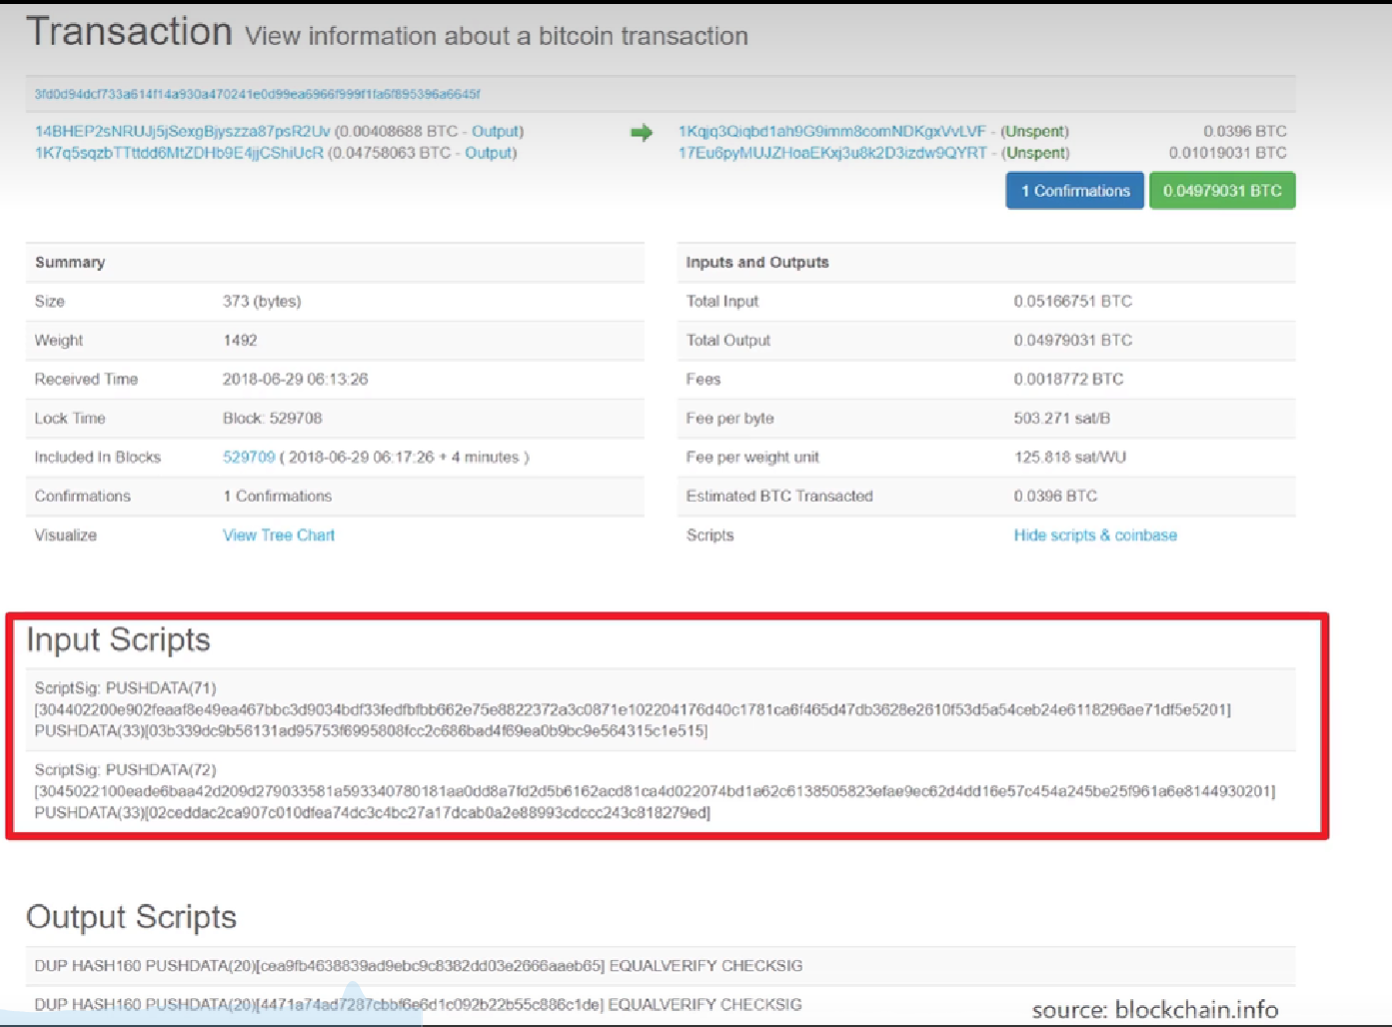 Transaction View information about a bitcoin transaction
3fd0d94dcf733a614f14a930a470241e0d99ea6966f999f1fa6f895396a6645f
14BHEP2sNRUJj5jSexgBjyszza87psR2Uv (0.00408688 BTC - Output)
1K7q5sqzbTTttdd6MtZDHb9E4jjCShiUcR (0.04758063 BTC - Output)
1Kqjq3Qiqbd1ah9G9imm8comNDKgxVvLVF - (Unspent) 0.0396 BTC
17Eu6pyMUJZHoaEKxj3u8k2D3izdw9QYRT - (Unspent) 0.01019031 BTC
1 Confirmations 0.04979031 BTC
Summary
Size 373 (bytes)
Weight 1492
Received Time 2018-06-29 06:13:26
Lock Time Block: 529708
Included In Blocks 529709 ( 2018-06-29 06:17:26 + 4 minutes )
Confirmations 1 Confirmations
Visualize View Tree Chart
Inputs and Outputs
Total Input 0.05166751 BTC
Total Output 0.04979031 BTC
Fees 0.0018772 BTC
Fee per byte 503.271 sat/B
Fee per weight unit 125.818 sat/WU
Estimated BTC Transacted 0.0396 BTC
Scripts Hide scripts & coinbase
Input Scripts
ScriptSig: PUSHDATA(71)
[304402200e902feaaf8e49ea467bbc3d9034bdf33fedfbfbb662e75e8822372a3c0871e102204176d40c1781ca6f465d47db3628e2610f53d5a54ceb24e6118296ae71df5e5201]
PUSHDATA(33)[03b339dc9b56131ad95753f6995808fcc2c686bad4f69ea0b9bc9e564315c1e515]
ScriptSig: PUSHDATA(72)
[3045022100eade6baa42d209d279033581a593340780181aa0dd8a7fd2d5b6162acd81ca4d022074bd1a62c6138505823efae9ec62d4dd16e57c454a245be25f961a6e8144930201]
PUSHDATA(33)[02ceddac2ca907c010dfea74dc3c4bc27a17dcab0a2e88993cdccc243c818279ed]
Output Scripts
DUP HASH160 PUSHDATA(20)[cea9fb4638839ad9ebc9c8382dd03e2666aaeb65] EQUALVERIFY CHECKSIG
DUP HASH160 PUSHDATA(20)[4471a74ad7287cbbf6e6d1c092b22b55c886c1de] EQUALVERIFY CHECKSIG
source: blockchain.info